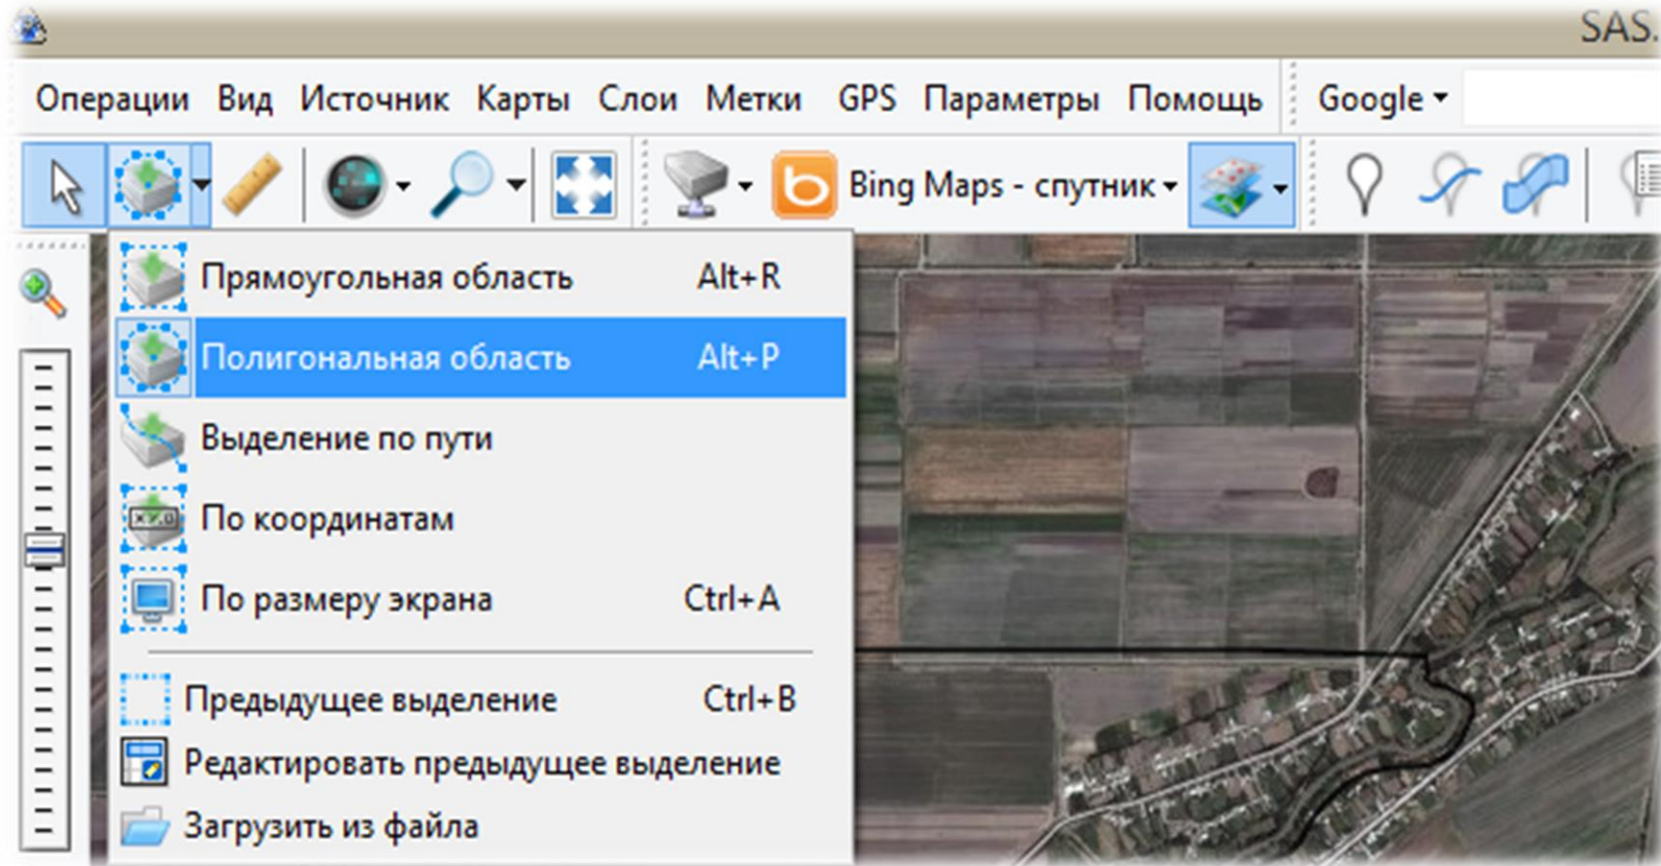 SAS.
Операции Вид Источник Карты Слои Метки GPS Параметры Помощь Google
Bing Maps - спутник
Прямоугольная область Alt+R
Полигональная область Alt+P
Выделение по пути
По координатам
По размеру экрана Ctrl+A
Предыдущее выделение Ctrl+B
Редактировать предыдущее выделение
Загрузить из файла